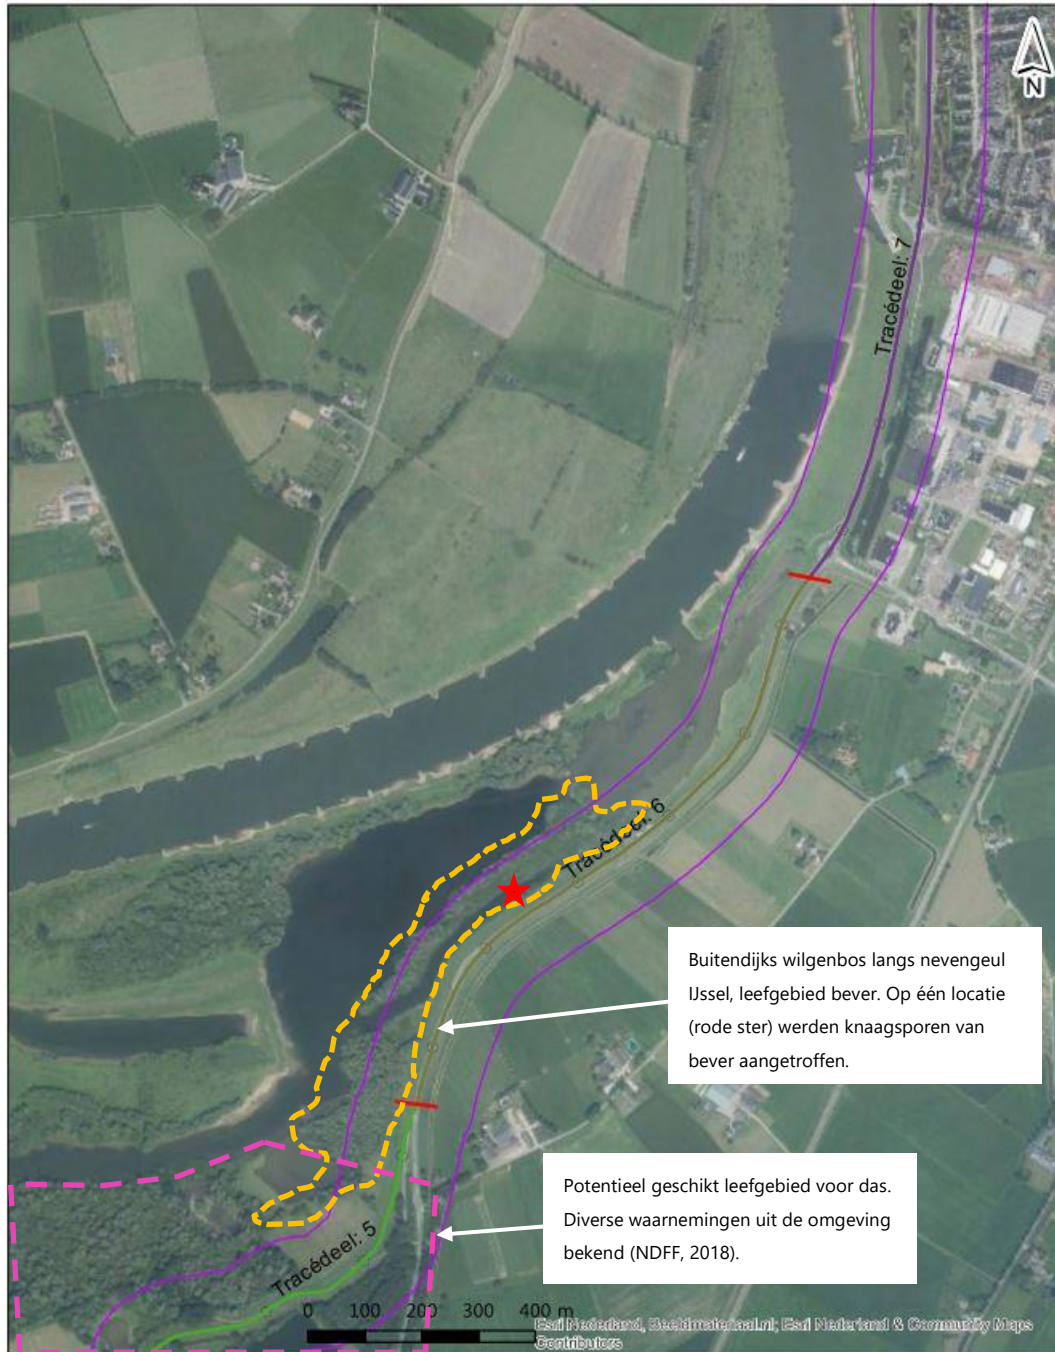 N
Tracédeel: 7
Tracédeel: 6
Buitendijks wilgenbos langs nevengeul
IJssel, leefgebied bever. Op één locatie
(rode ster) werden knaagsporen van
bever aangetroffen.
Potentieel geschikt leefgebied voor das.
Diverse waarnemingen uit de omgeving
bekend (NDFF, 2018).
Tracédeel: 5
0 100 200 300 400 m
Esri Nederland, Beeldmateriaal.nl; Esri Nederland & Community Maps
Contributors